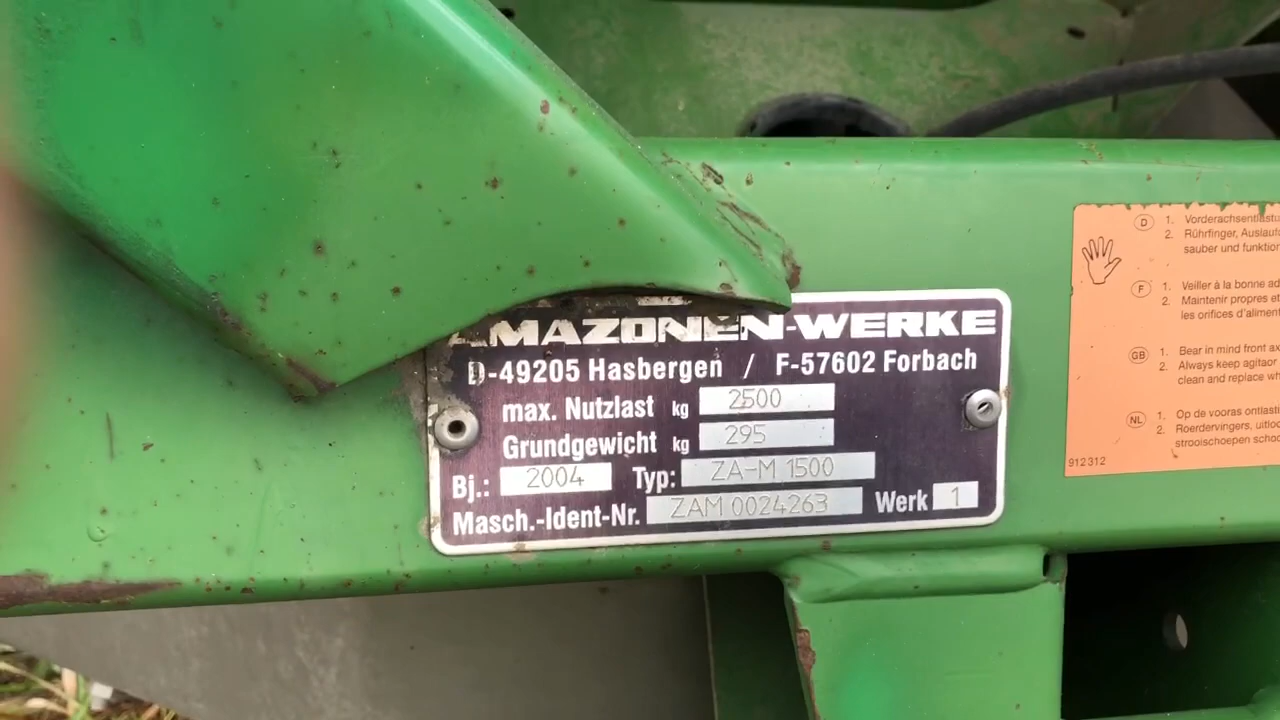 AMAZONEN-WERKE
D-49205 Hasbergen / F-57602 Forbach
max. Nutzlast kg 2500
Grundgewicht kg 295
Bj.: 2004 Typ: ZA-M 1500
Masch.-Ident-Nr. ZAM 0024263 Werk 1
D 1. Vorderachsentlastu
2. Rührfinger, Auslaufö
sauber und funktion
F 1. Veiller à la bonne ad
2. Maintenir propres et
les orifices d'aliment
GB 1. Bear in mind front ax
2. Always keep agitaor
clean and replace wh
NL 1. Op de vooras ontlasti
2. Roerdervingers, uitloo
strooischoepen schoo
912312